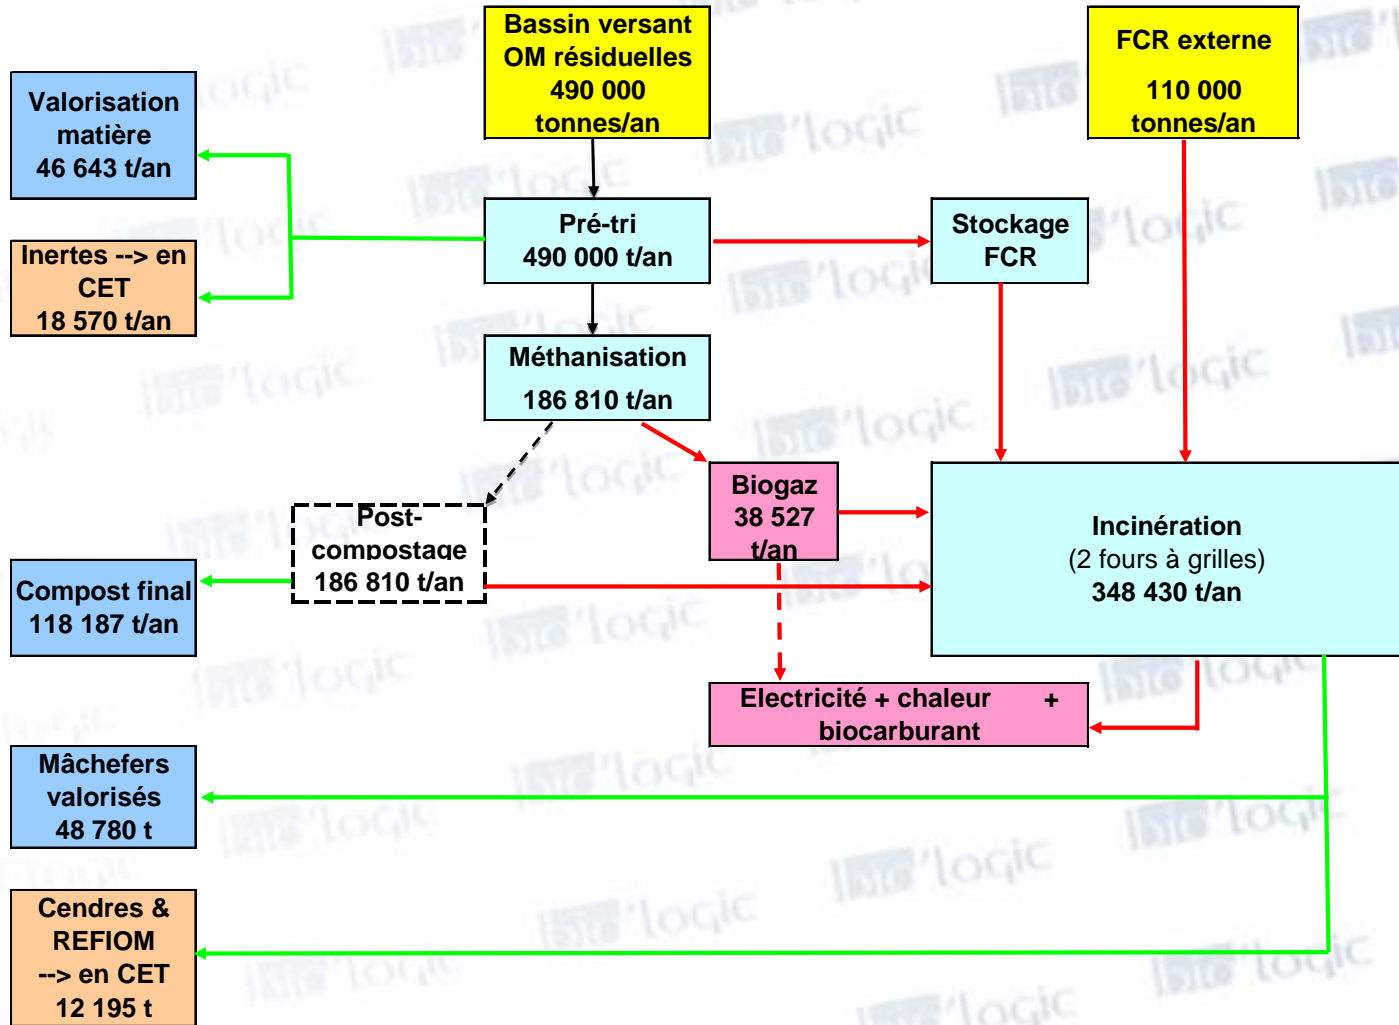 Bassin versant
OM résiduelles
490 000
tonnes/an
FCR externe
110 000
tonnes/an
Valorisation
matière
46 643 t/an
Pré-tri
490 000 t/an
Stockage
FCR
Inertes --> en
CET
18 570 t/an
Méthanisation
186 810 t/an
Biogaz
38 527
t/an
Post-
compostage
186 810 t/an
Incinération
(2 fours à grilles)
348 430 t/an
Compost final
118 187 t/an
Electricité + chaleur +
biocarburant
Mâchefers
valorisés
48 780 t
Cendres &
REFIOM
--> en CET
12 195 t